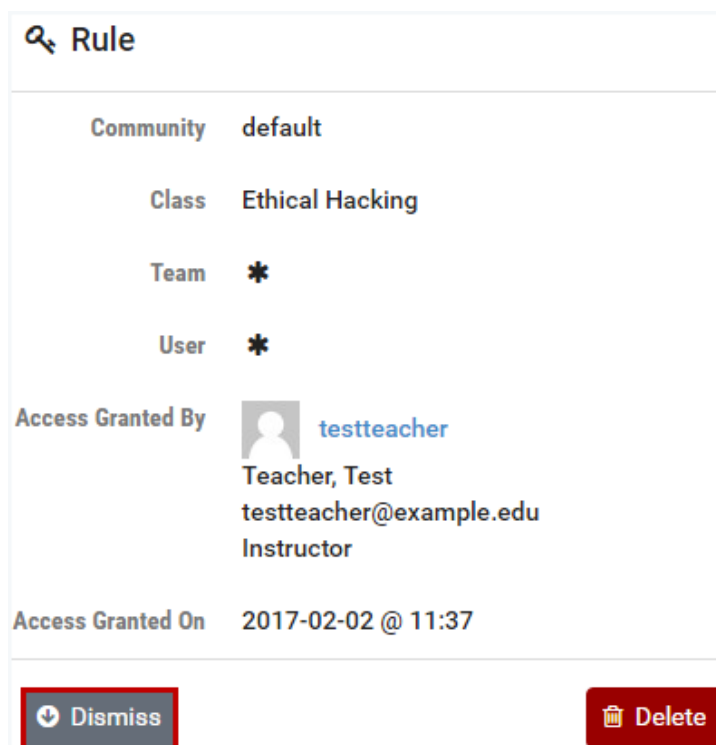 Rule
Community default
Class Ethical Hacking
Team *
User *
Access Granted By testteacher
Teacher, Test
testteacher@example.edu
Instructor
Access Granted On 2017-02-02 @ 11:37
Dismiss Delete